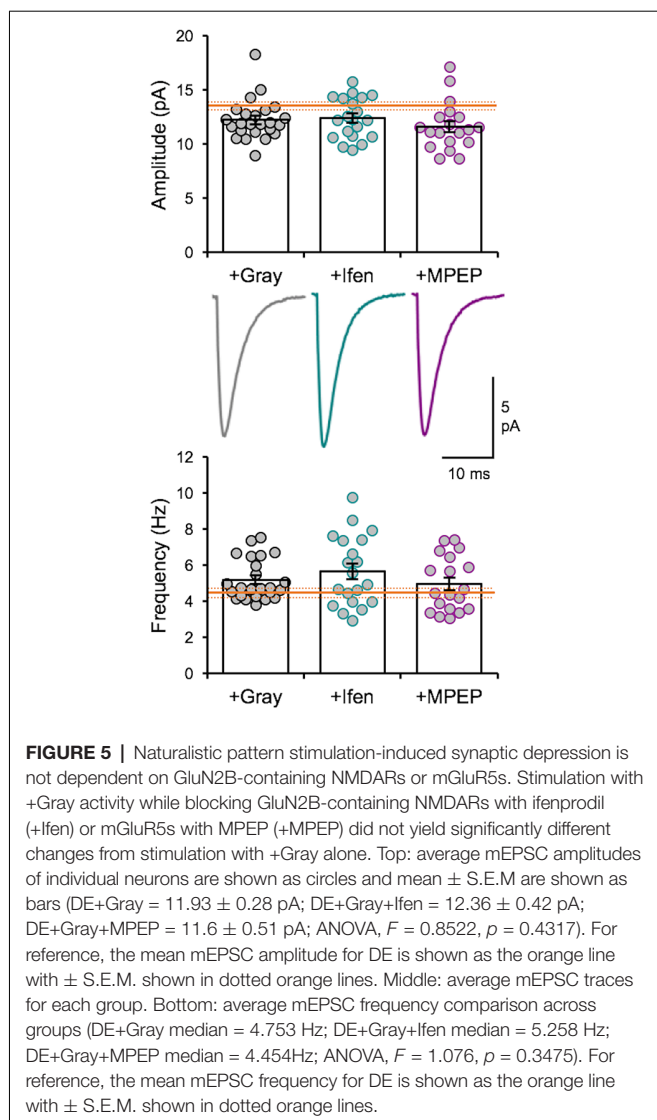 20
15
10
5
0
Amplitude (pA)
+Gray +Ifen +MPEP
5
pA
10 ms
12
10
8
6
4
2
0
Frequency (Hz)
+Gray +Ifen +MPEP
FIGURE 5 | Naturalistic pattern stimulation-induced synaptic depression is
not dependent on GluN2B-containing NMDARs or mGluR5s. Stimulation with
+Gray activity while blocking GluN2B-containing NMDARs with ifenprodil
(+Ifen) or mGluR5s with MPEP (+MPEP) did not yield significantly different
changes from stimulation with +Gray alone. Top: average mEPSC amplitudes
of individual neurons are shown as circles and mean ± S.E.M are shown as
bars (DE+Gray = 11.93 ± 0.28 pA; DE+Gray+Ifen = 12.36 ± 0.42 pA;
DE+Gray+MPEP = 11.6 ± 0.51 pA; ANOVA, F = 0.8522, p = 0.4317). For
reference, the mean mEPSC amplitude for DE is shown as the orange line
with ± S.E.M. shown in dotted orange lines. Middle: average mEPSC traces
for each group. Bottom: average mEPSC frequency comparison across
groups (DE+Gray median = 4.753 Hz; DE+Gray+Ifen median = 5.258 Hz;
DE+Gray+MPEP median = 4.454Hz; ANOVA, F = 1.076, p = 0.3475). For
reference, the mean mEPSC frequency for DE is shown as the orange line
with ± S.E.M. shown in dotted orange lines.